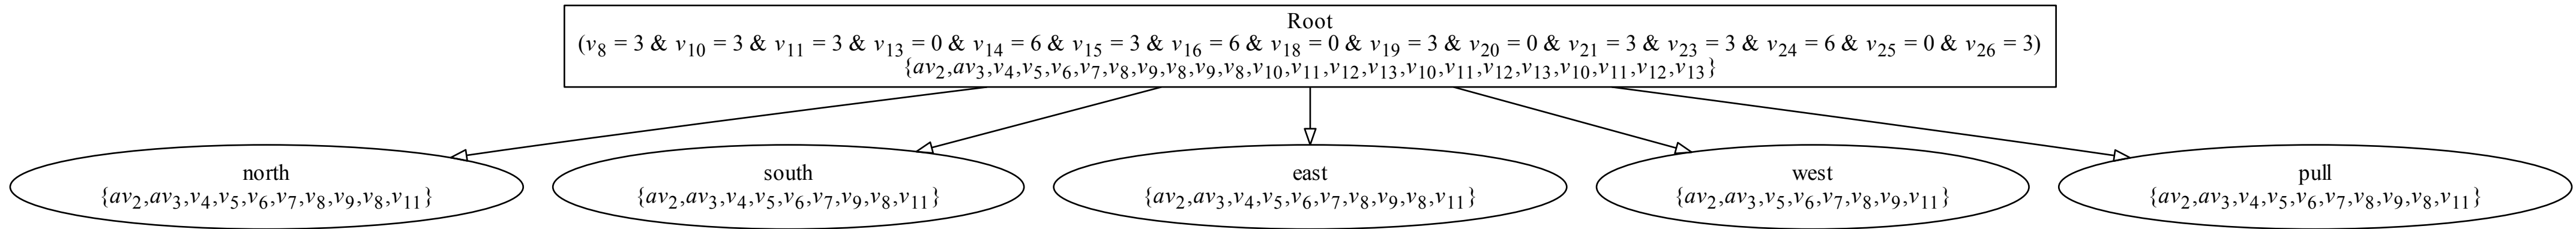 Root
(v8 = 3 & v10 = 3 & v11 = 3 & v13 = 0 & v14 = 6 & v15 = 3 & v16 = 6 & v18 = 0 & v19 = 3 & v20 = 0 & v21 = 3 & v23 = 3 & v24 = 6 & v25 = 0 & v26 = 3)
{av2,av3,v4,v5,v6,v7,v8,v9,v8,v9,v8,v10,v11,v12,v13,v10,v11,v12,v13,v10,v11,v12,v13}
north
{av2,av3,v4,v5,v6,v7,v8,v9,v8,v11}
south
{av2,av3,v4,v5,v6,v7,v9,v8,v11}
east
{av2,av3,v4,v5,v6,v7,v8,v9,v8,v11}
west
{av2,av3,v5,v6,v7,v8,v9,v11}
pull
{av2,av3,v4,v5,v6,v7,v8,v9,v8,v11}